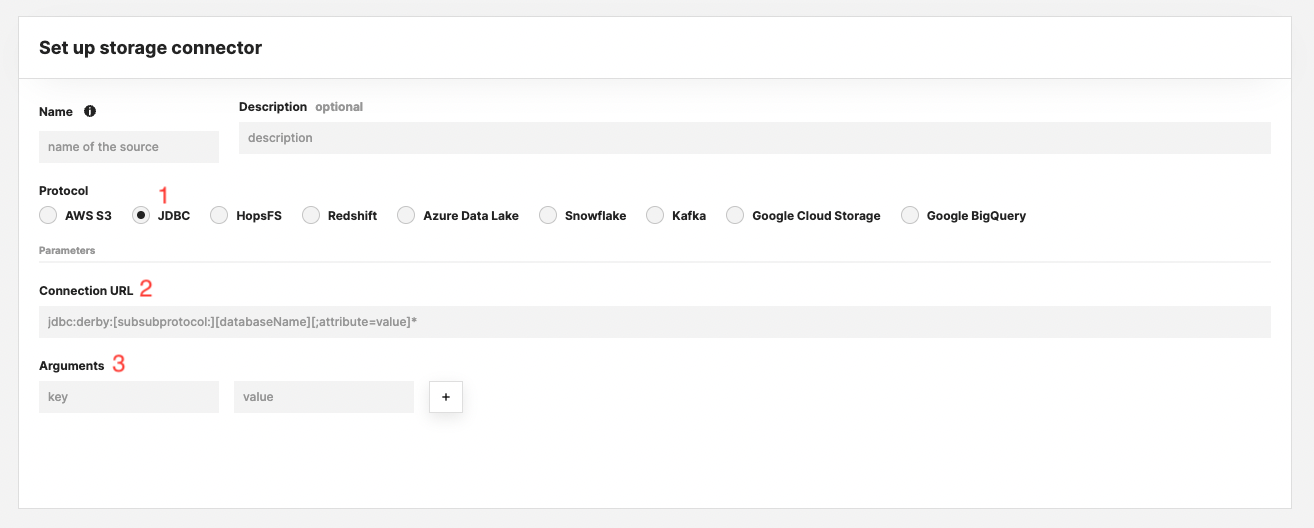 Set up storage connector
Name
Description optional
name of the source
description
Protocol
1
AWS S3 JDBC HopsFS Redshift Azure Data Lake Snowflake Kafka Google Cloud Storage Google BigQuery
Parameters
Connection URL 2
jdbc:derby:[subsubprotocol:][databaseName][;attribute=value]*
Arguments 3
key value +